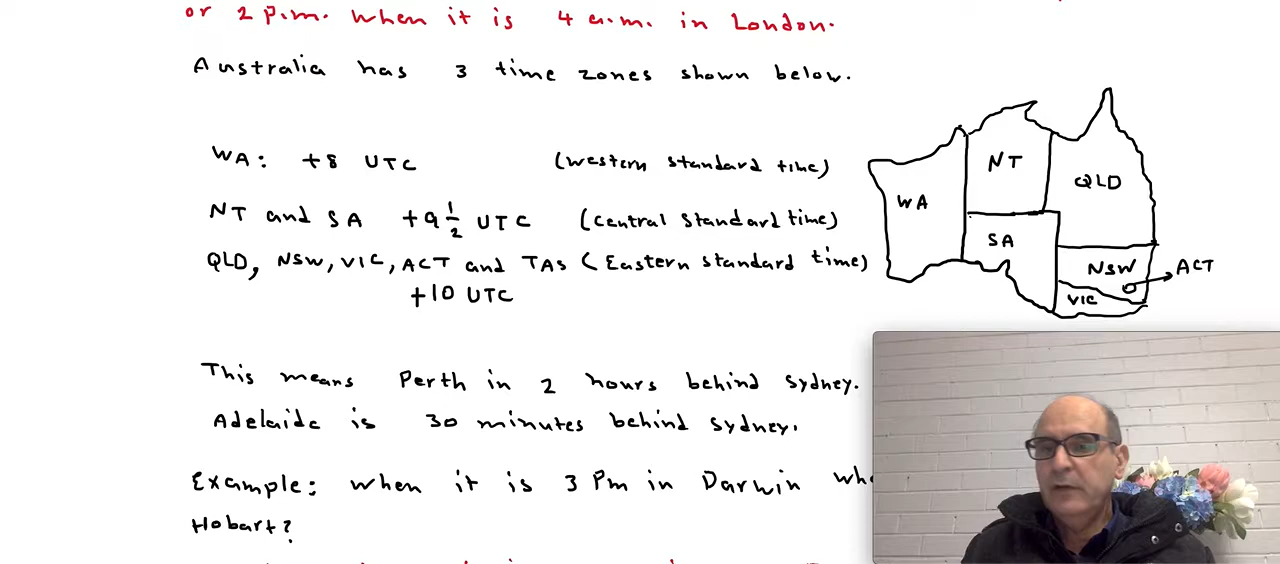 or 2 p.m. when it is 4 a.m. in London.
Australia has 3 time zones shown below.
WA: +8 UTC (western standard time)
NT and SA +9 1/2 UTC (central standard time)
QLD, NSW, VIC, ACT and TAS (Eastern standard time)
+10 UTC
WA
NT
QLD
SA
NSW
ACT
VIC
This means Perth in 2 hours behind Sydney.
Adelaide is 30 minutes behind Sydney.
Example: when it is 3 Pm in Darwin
Hobart?